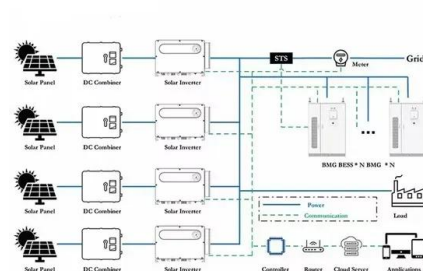 STS
Meter
Grid
Solar Panel DC Combiner Solar Inverter
Solar Panel DC Combiner Solar Inverter
BMG BESS * N BMG * N
Solar Panel DC Combiner Solar Inverter
Power
Communication
Load
Solar Panel DC Combiner Solar Inverter
Controller Router Cloud Server Applications